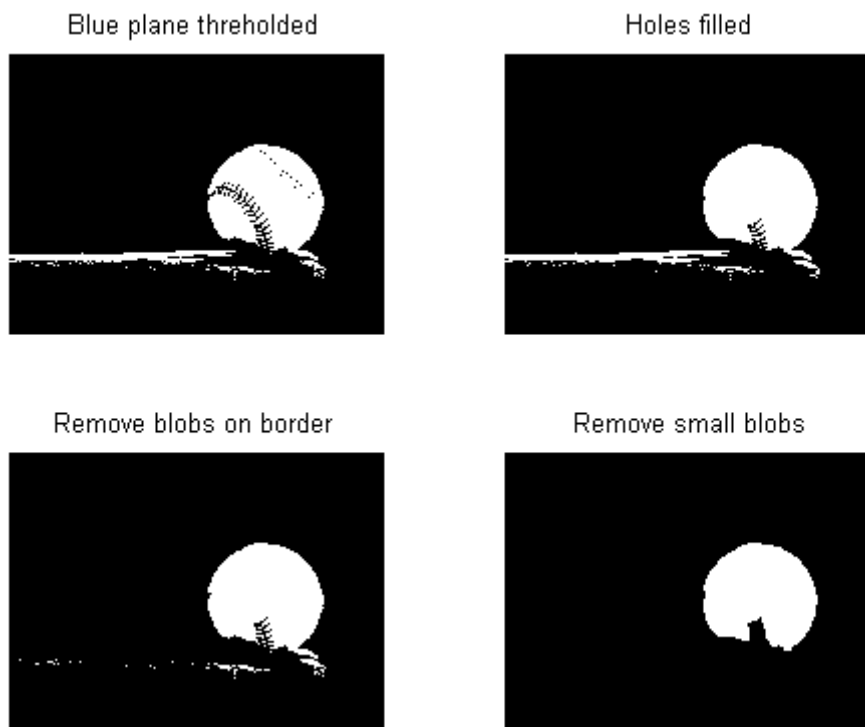 Blue plane threholded
Holes filled
Remove blobs on border
Remove small blobs